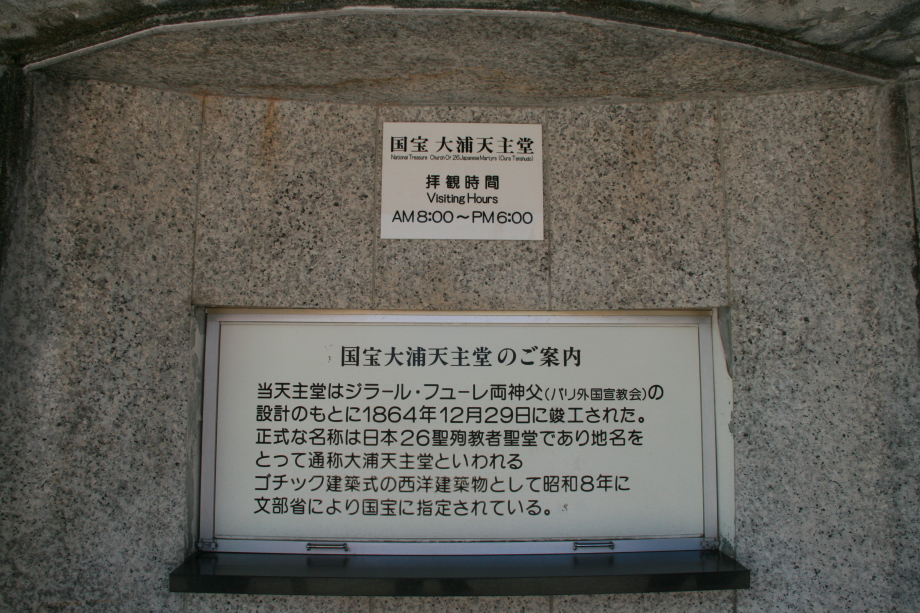 国宝 大浦天主堂
National Treasure Church Of 26 Japanese Martyrs (Oura Tenshudo)
拝観時間
Visiting Hours
AM8:00～PM6:00
国宝大浦天主堂のご案内
当天主堂はジラール・フューレ両神父(パリ外国宣教会)の
設計のもとに1864年12月29日に竣工された。
正式な名称は日本26聖殉教者聖堂であり地名を
とって通称大浦天主堂といわれる
ゴチック建築式の西洋建築物として昭和8年に
文部省により国宝に指定されている。